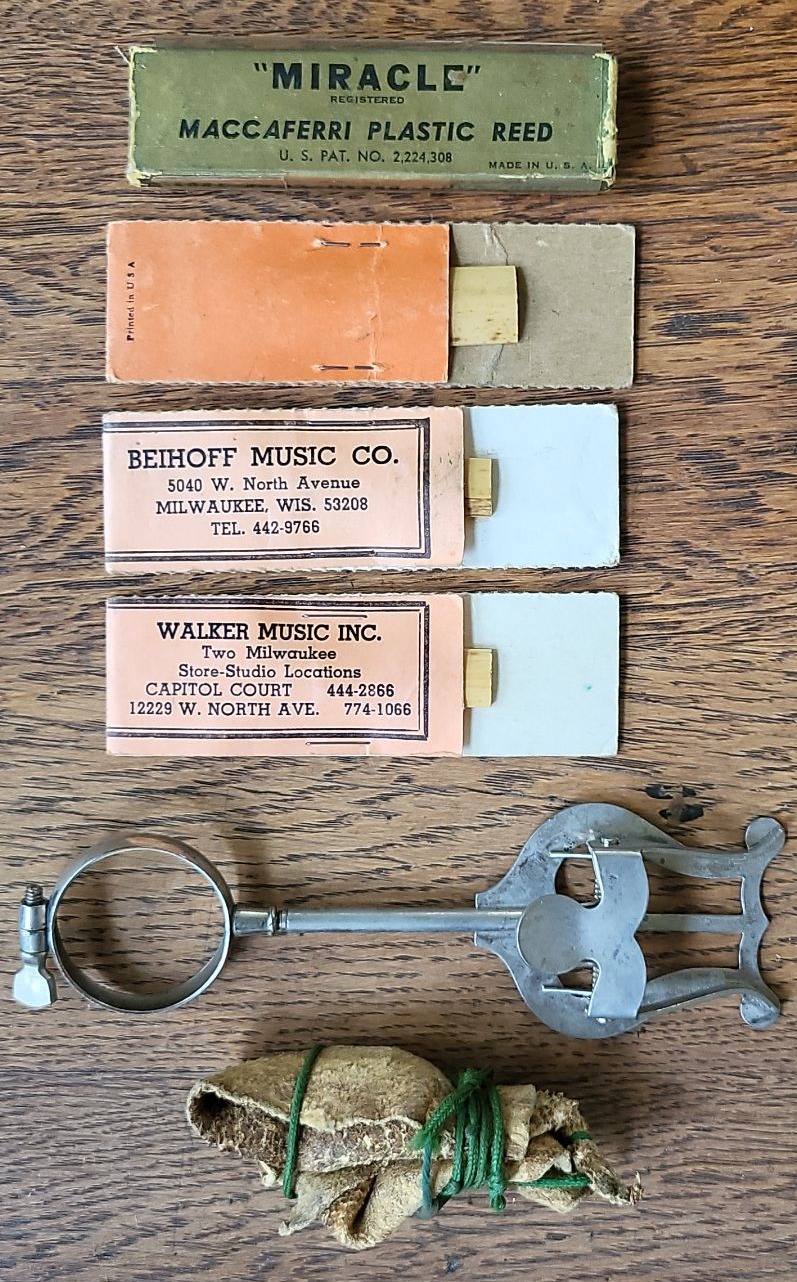 "MIRACLE"
REGISTERED
MACCAFERRI PLASTIC REED
U. S. PAT. NO. 2,224,308
MADE IN U. S. A.
Printed in U S A
BEIHOFF MUSIC CO.
5040 W. North Avenue
MILWAUKEE, WIS. 53208
TEL. 442-9766
WALKER MUSIC INC.
Two Milwaukee
Store-Studio Locations
CAPITOL COURT 444-2866
12229 W. NORTH AVE. 774-1066